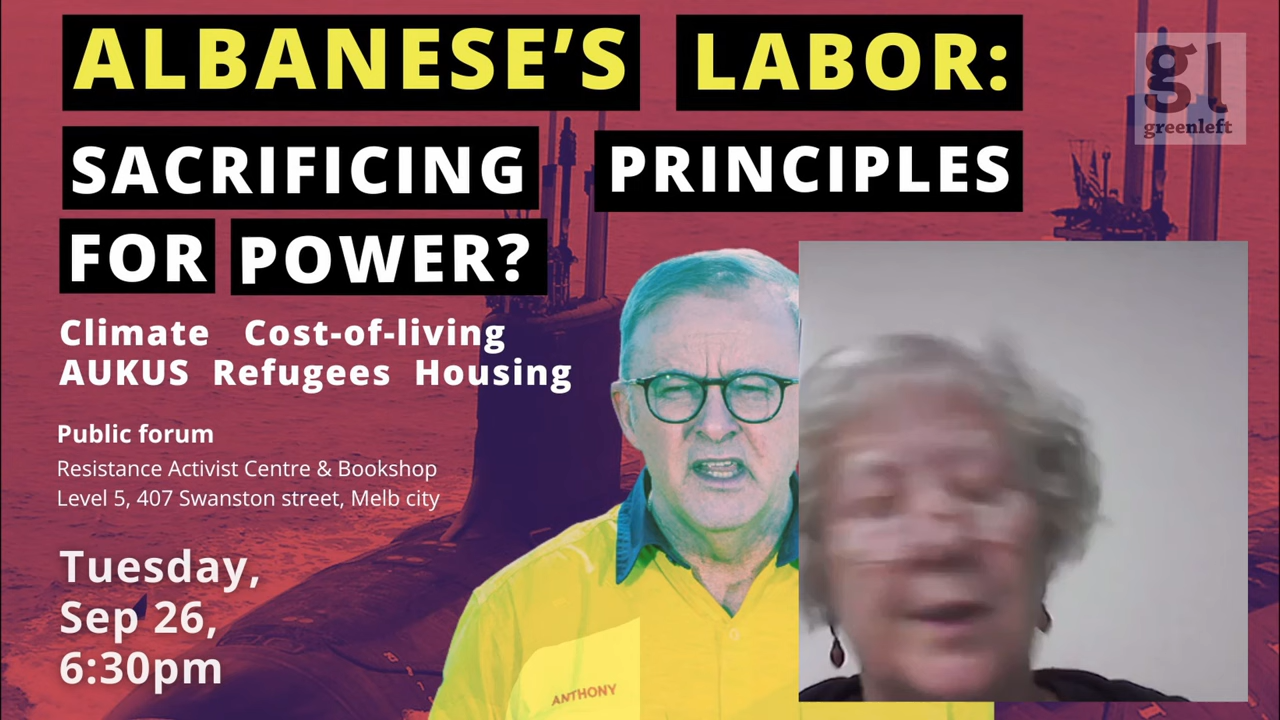 ALBANESE'S LABOR:
SACRIFICING PRINCIPLES
FOR POWER?
Climate Cost-of-living
AUKUS Refugees Housing
Public forum
Resistance Activist Centre & Bookshop
Level 5, 407 Swanston street, Melb city
Tuesday,
Sep 26,
6:30pm
ANTHONY
gl
greenleft